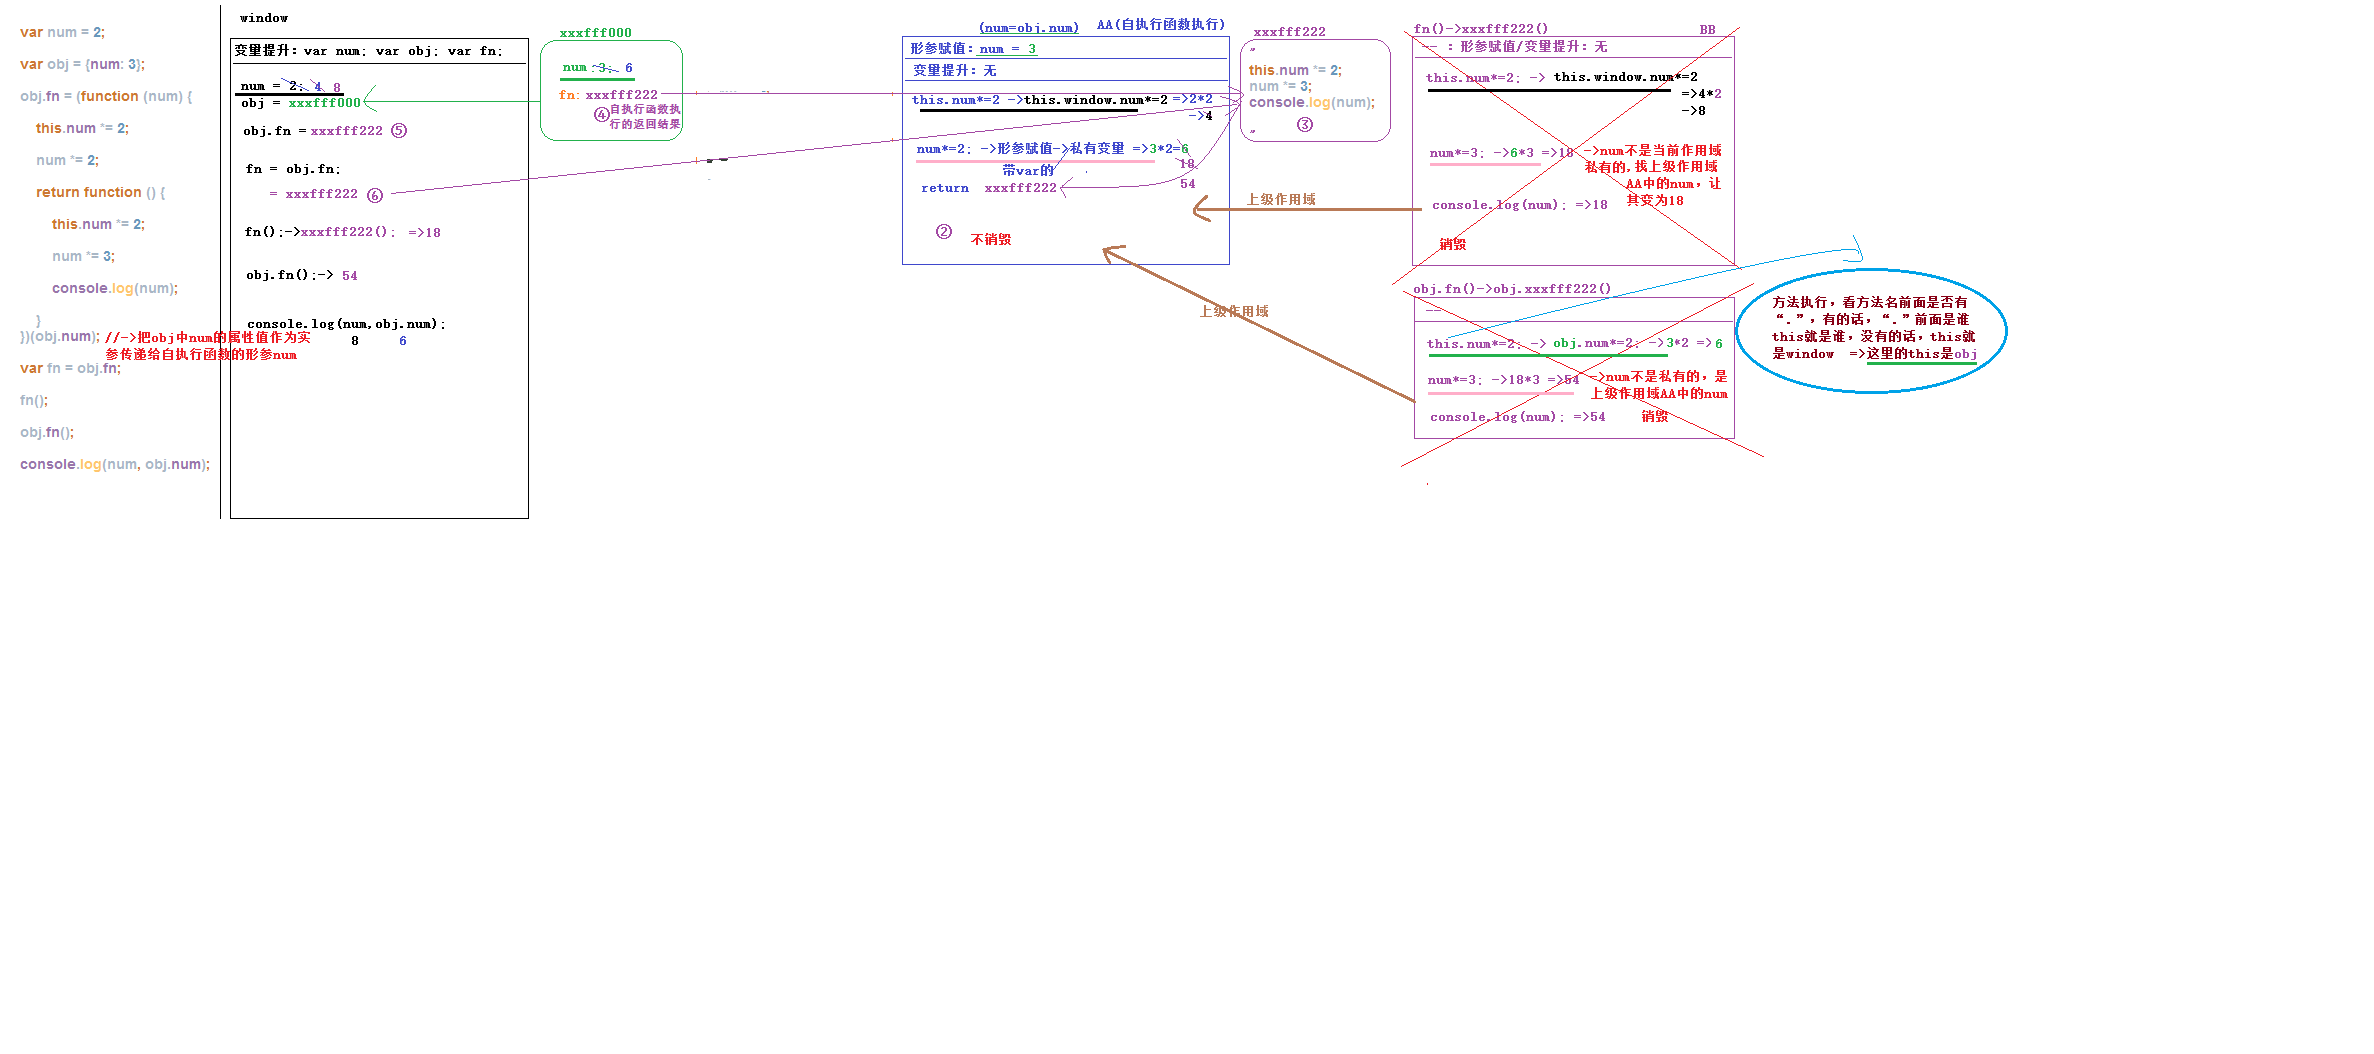 var num = 2;
var obj = {num: 3};
obj.fn = (function (num) {
this.num *= 2;
num *= 2;
return function () {
this.num *= 2;
num *= 3;
console.log(num);
}
})(obj.num); //->把obj中num的属性值作为实
参传递给自执行函数的形参num
var fn = obj.fn;
fn();
obj.fn();
console.log(num, obj.num);
window
变量提升: var num; var obj; var fn;
num = 2; 4 8
obj = xxxfff000
obj.fn = xxxfff222 ⑤
fn = obj.fn;
= xxxfff222 ⑥
fn();->xxxfff222(); =>18
obj.fn();-> 54
console.log(num,obj.num);
8 6
xxxfff000
num:3; 6
fn: xxxfff222
④自执行函数执
行的返回结果
(num=obj.num) AA(自执行函数执行)
形参赋值: num = 3
变量提升: 无
this.num*=2 ->this.window.num*=2 =>2*2
->4
num*=2; ->形参赋值->私有变量 =>3*2=6
带var的
18
54
return xxxfff222
② 不销毁
xxxfff222
"
this.num *= 2;
num *= 3;
console.log(num);
③
"
上级作用域
上级作用域
fn()->xxxfff222() BB
-- : 形参赋值/变量提升: 无
this.num*=2; -> this.window.num*=2
=>4*2
->8
num*=3; ->6*3 =>18 ->num不是当前作用域
私有的,找上级作用域
AA中的num, 让
其变为18
console.log(num); =>18
销毁
obj.fn()->obj.xxxfff222()
--
this.num*=2; -> obj.num*=2; ->3*2 =>6
num*=3; ->18*3 =>54 ->num不是私有的, 是
上级作用域AA中的num
console.log(num); =>54 销毁
方法执行, 看方法名前面是否有
“.”, 有的话, “.”前面是谁
this就是谁, 没有的话, this就
是window =>这里的this是obj